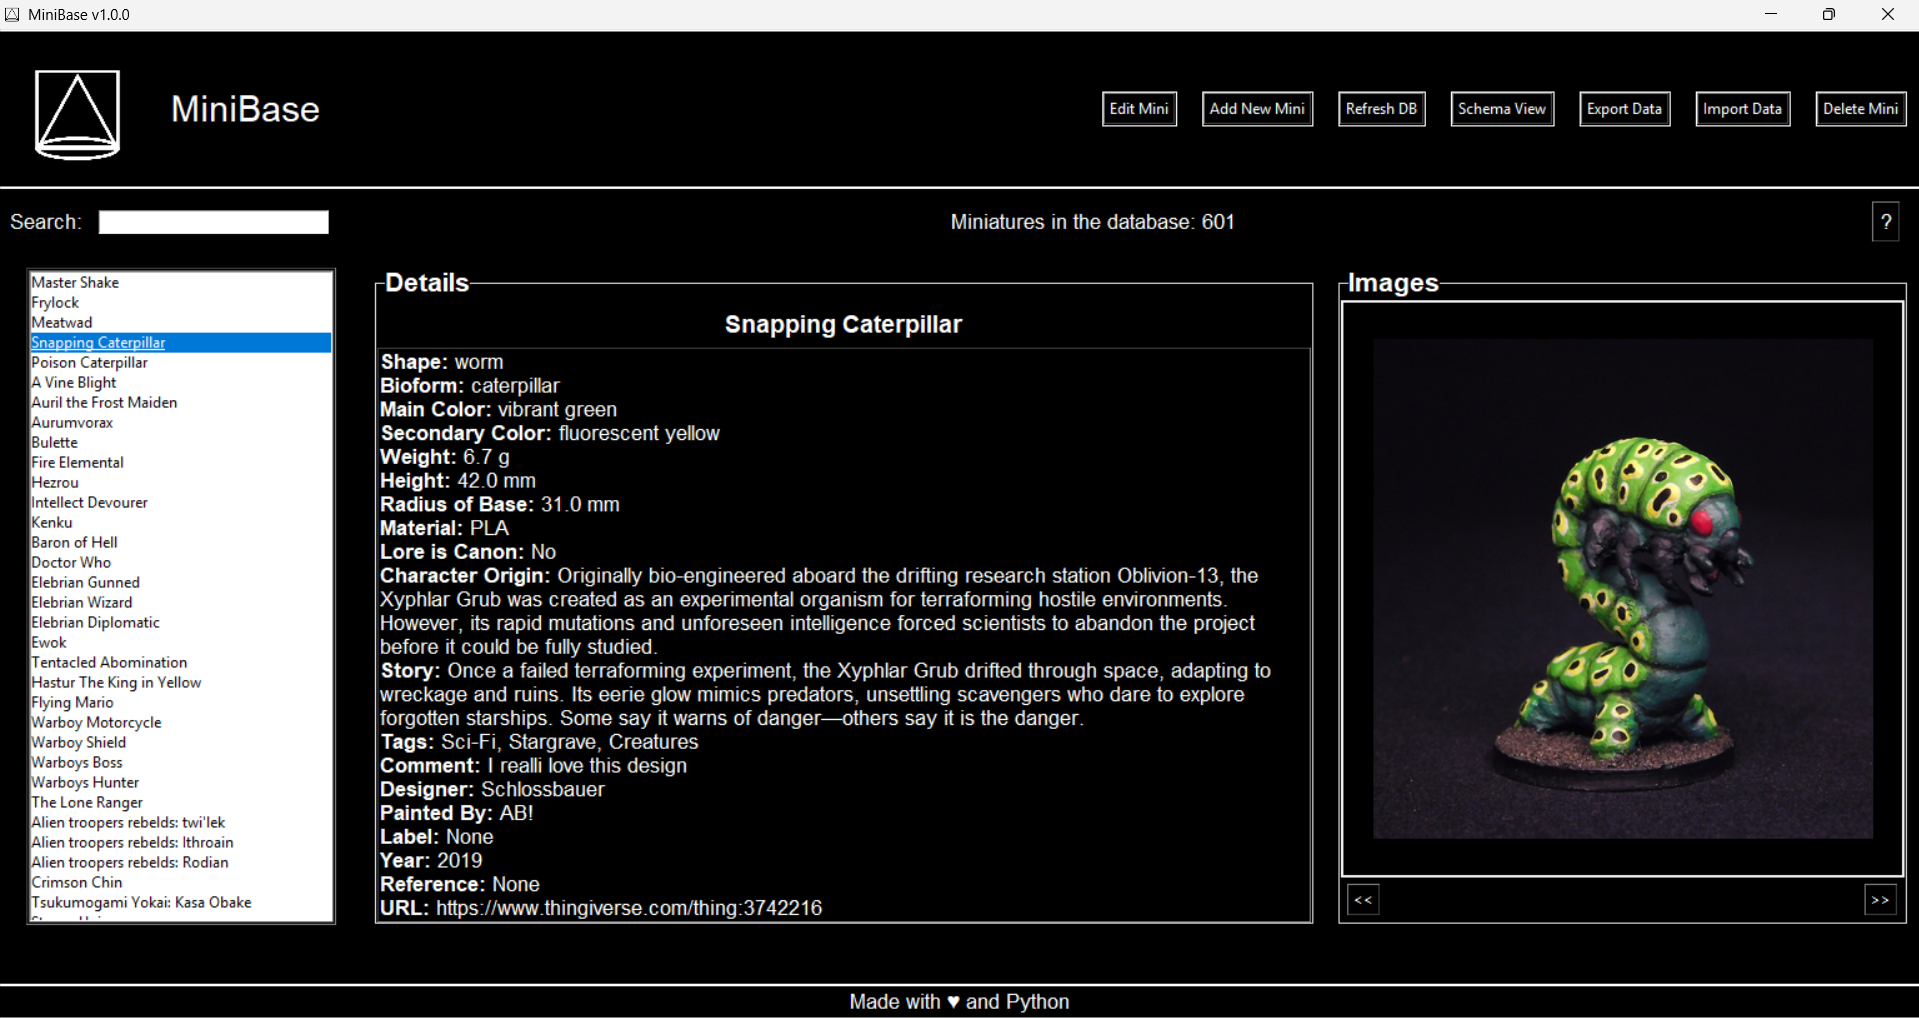 MiniBase v1.0.0
MiniBase
Edit Mini
Add New Mini
Refresh DB
Schema View
Export Data
Import Data
Delete Mini
Search:
Miniatures in the database: 601
?
Master Shake
Frylock
Meatwad
Snapping Caterpillar
Poison Caterpillar
A Vine Blight
Auril the Frost Maiden
Aurumvorax
Bulette
Fire Elemental
Hezrou
Intellect Devourer
Kenku
Baron of Hell
Doctor Who
Elebrian Gunned
Elebrian Wizard
Elebrian Diplomatic
Ewok
Tentacled Abomination
Hastur The King in Yellow
Flying Mario
Warboy Motorcycle
Warboy Shield
Warboys Boss
Warboys Hunter
The Lone Ranger
Alien troopers rebelds: twi'lek
Alien troopers rebelds: Ithroain
Alien troopers rebelds: Rodian
Crimson Chin
Tsukumogami Yokai: Kasa Obake
Details
Snapping Caterpillar
Shape: worm
Bioform: caterpillar
Main Color: vibrant green
Secondary Color: fluorescent yellow
Weight: 6.7 g
Height: 42.0 mm
Radius of Base: 31.0 mm
Material: PLA
Lore is Canon: No
Character Origin: Originally bio-engineered aboard the drifting research station Oblivion-13, the
Xyphlar Grub was created as an experimental organism for terraforming hostile environments.
However, its rapid mutations and unforeseen intelligence forced scientists to abandon the project
before it could be fully studied.
Story: Once a failed terraforming experiment, the Xyphlar Grub drifted through space, adapting to
wreckage and ruins. Its eerie glow mimics predators, unsettling scavengers who dare to explore
forgotten starships. Some say it warns of danger—others say it is the danger.
Tags: Sci-Fi, Stargrave, Creatures
Comment: I realli love this design
Designer: Schlossbauer
Painted By: AB!
Label: None
Year: 2019
Reference: None
URL: https://www.thingiverse.com/thing:3742216
Images
<<
>>
Made with ♥ and Python